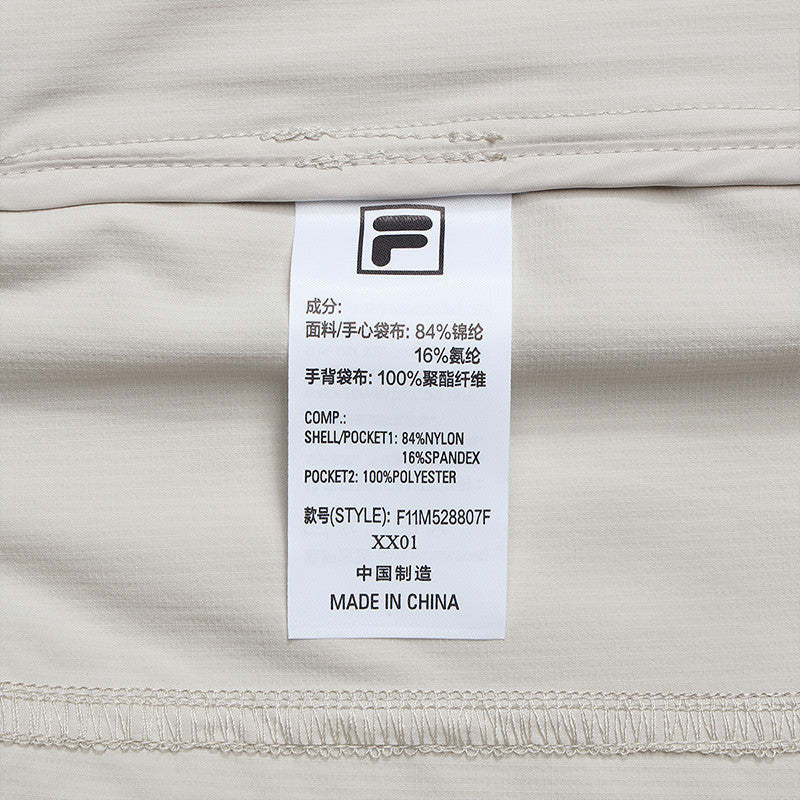 F
成分:
面料/手心袋布: 84%锦纶
16%氨纶
手背袋布: 100%聚酯纤维
COMP.:
SHELL/POCKET1: 84%NYLON
16%SPANDEX
POCKET2: 100%POLYESTER
款号(STYLE): F11M528807F
XX01
中国制造
MADE IN CHINA